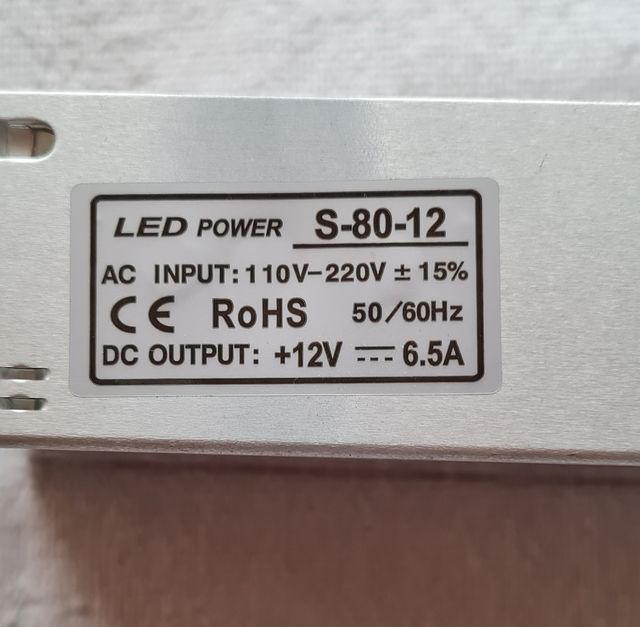 LED POWER S-80-12
AC INPUT: 110V-220V ± 15%
CE RoHS 50/60Hz
DC OUTPUT: +12V ⎓ 6.5A